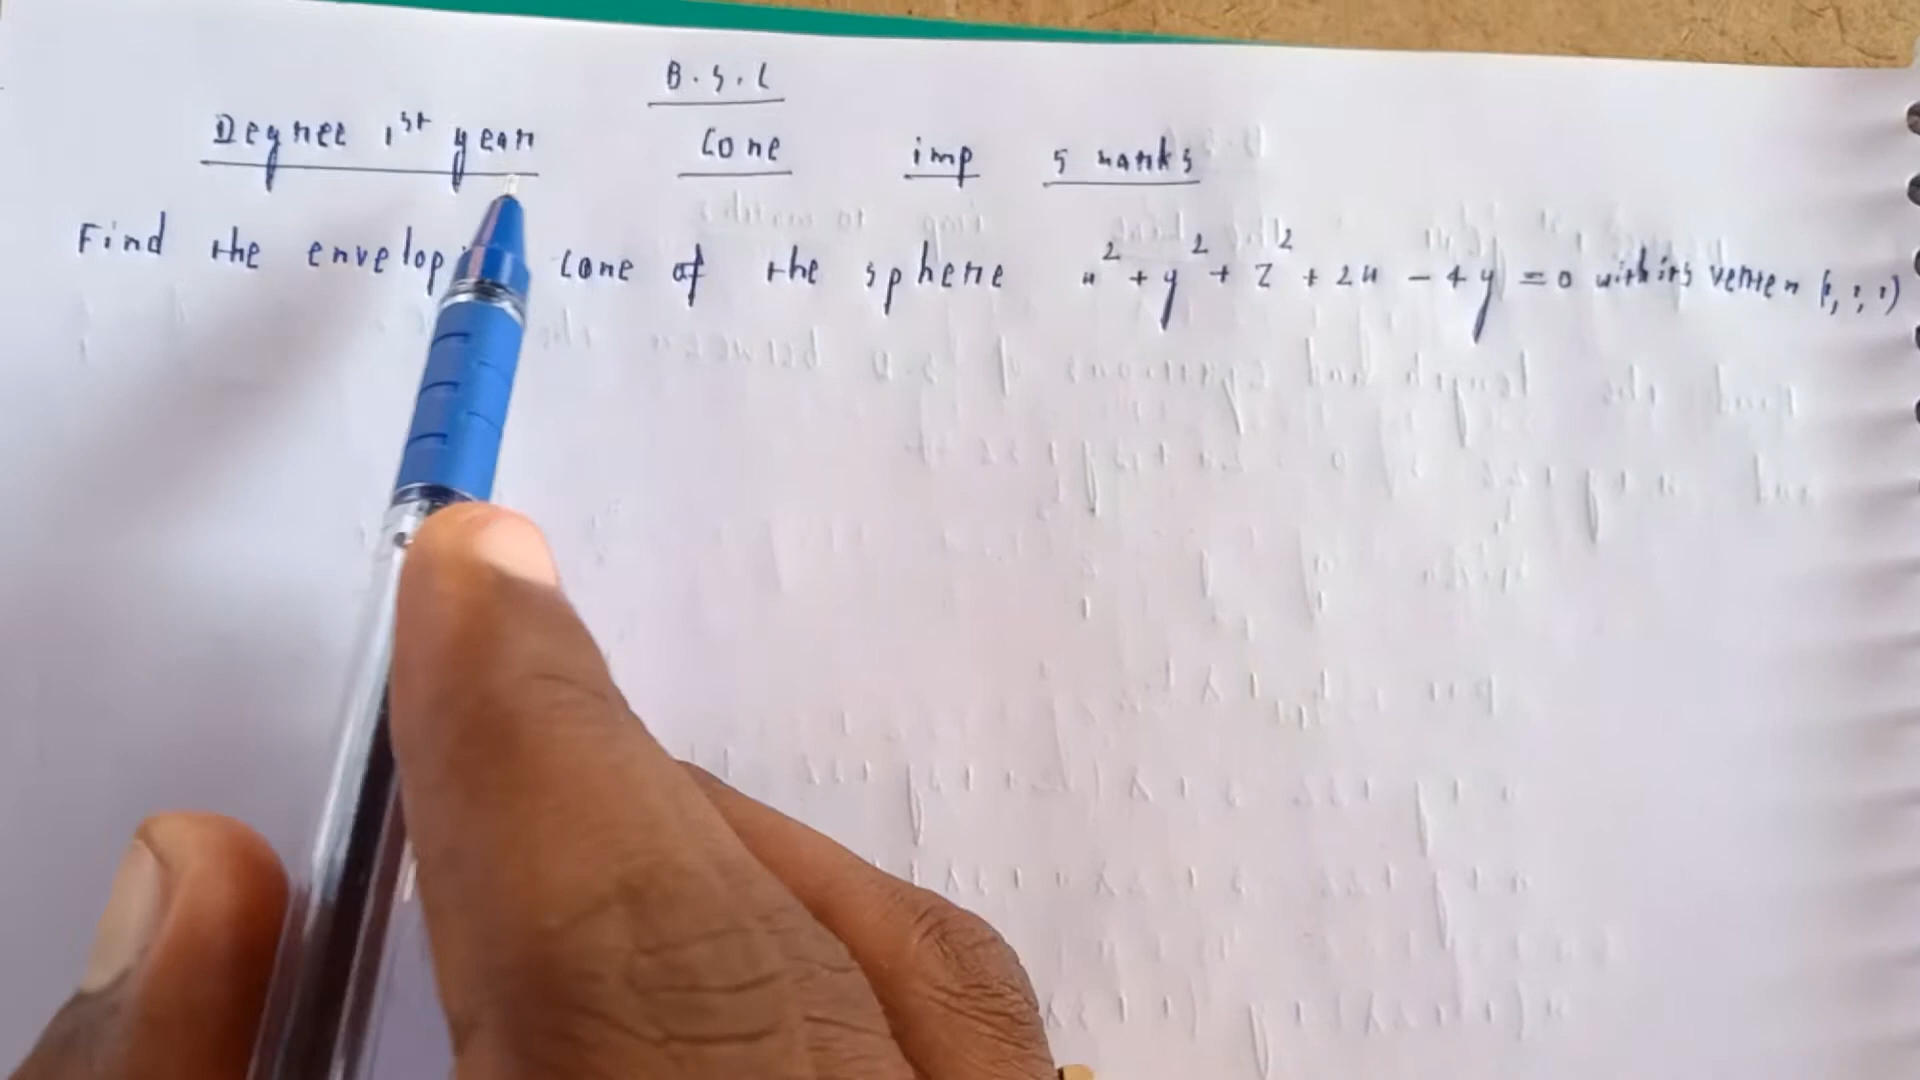 B.S.C
Degree 1st year Cone imp 5 marks
Find the enveloping cone of the sphere x² + y² + z² + 2x - 4y = 0 with its vertex (1, 1, 1)